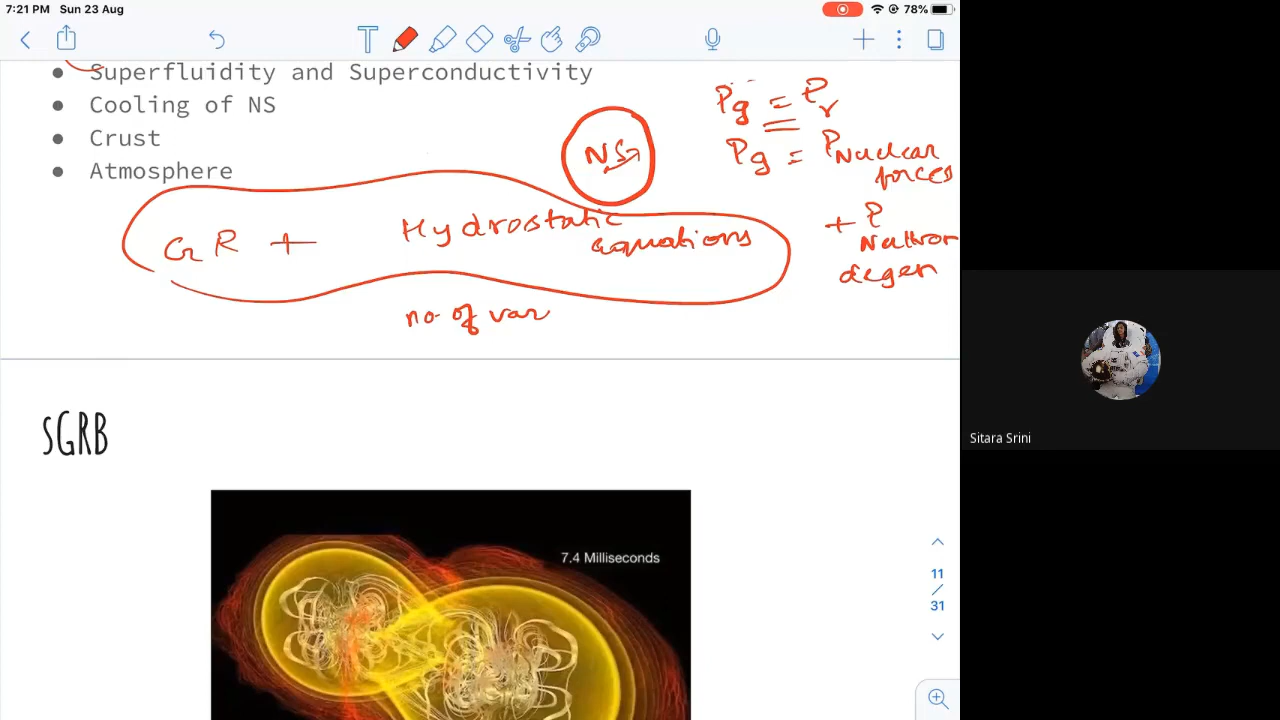 7:21 PM Sun 23 Aug
78%
Superfluidity and Superconductivity
Cooling of NS
Crust
Atmosphere
NS
Pg = Pr
Pg = PNuclear
forces
+ P
Neutron
degen
GR + Hydrostatic
equations
no. of var
sGRB
7.4 Milliseconds
11
/
31
Sitara Srini